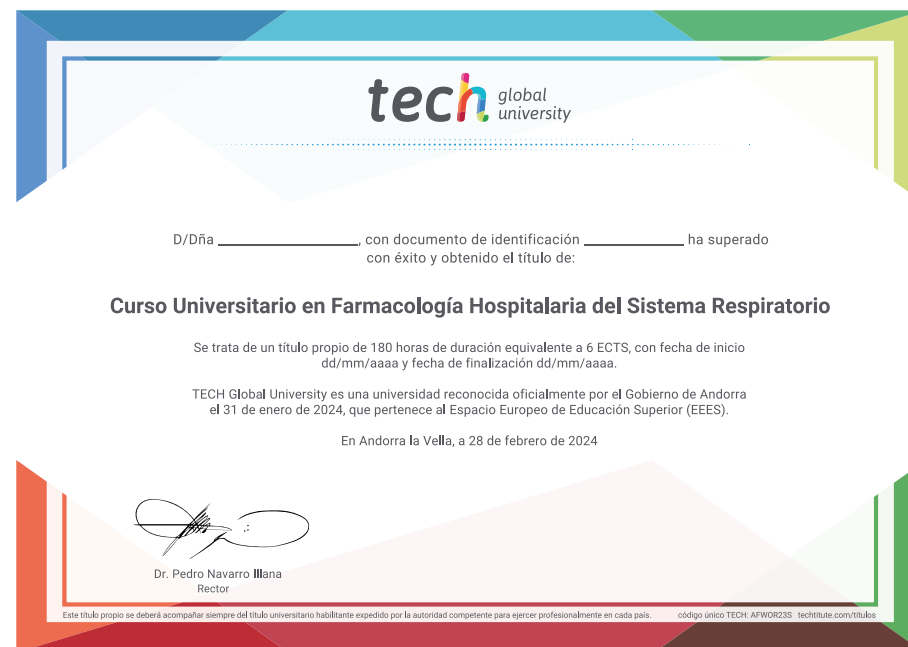 tech global university
D/Dña ____________________, con documento de identificación ______________ ha superado
con éxito y obtenido el título de:
Curso Universitario en Farmacología Hospitalaria del Sistema Respiratorio
Se trata de un título propio de 180 horas de duración equivalente a 6 ECTS, con fecha de inicio
dd/mm/aaaa y fecha de finalización dd/mm/aaaa.
TECH Global University es una universidad reconocida oficialmente por el Gobierno de Andorra
el 31 de enero de 2024, que pertenece al Espacio Europeo de Educación Superior (EEES).
En Andorra la Vella, a 28 de febrero de 2024
Dr. Pedro Navarro Illana
Rector
Este título propio se deberá acompañar siempre del título universitario habilitante expedido por la autoridad competente para ejercer profesionalmente en cada país. código único TECH: AFWOR23S techtitute.com/titulos